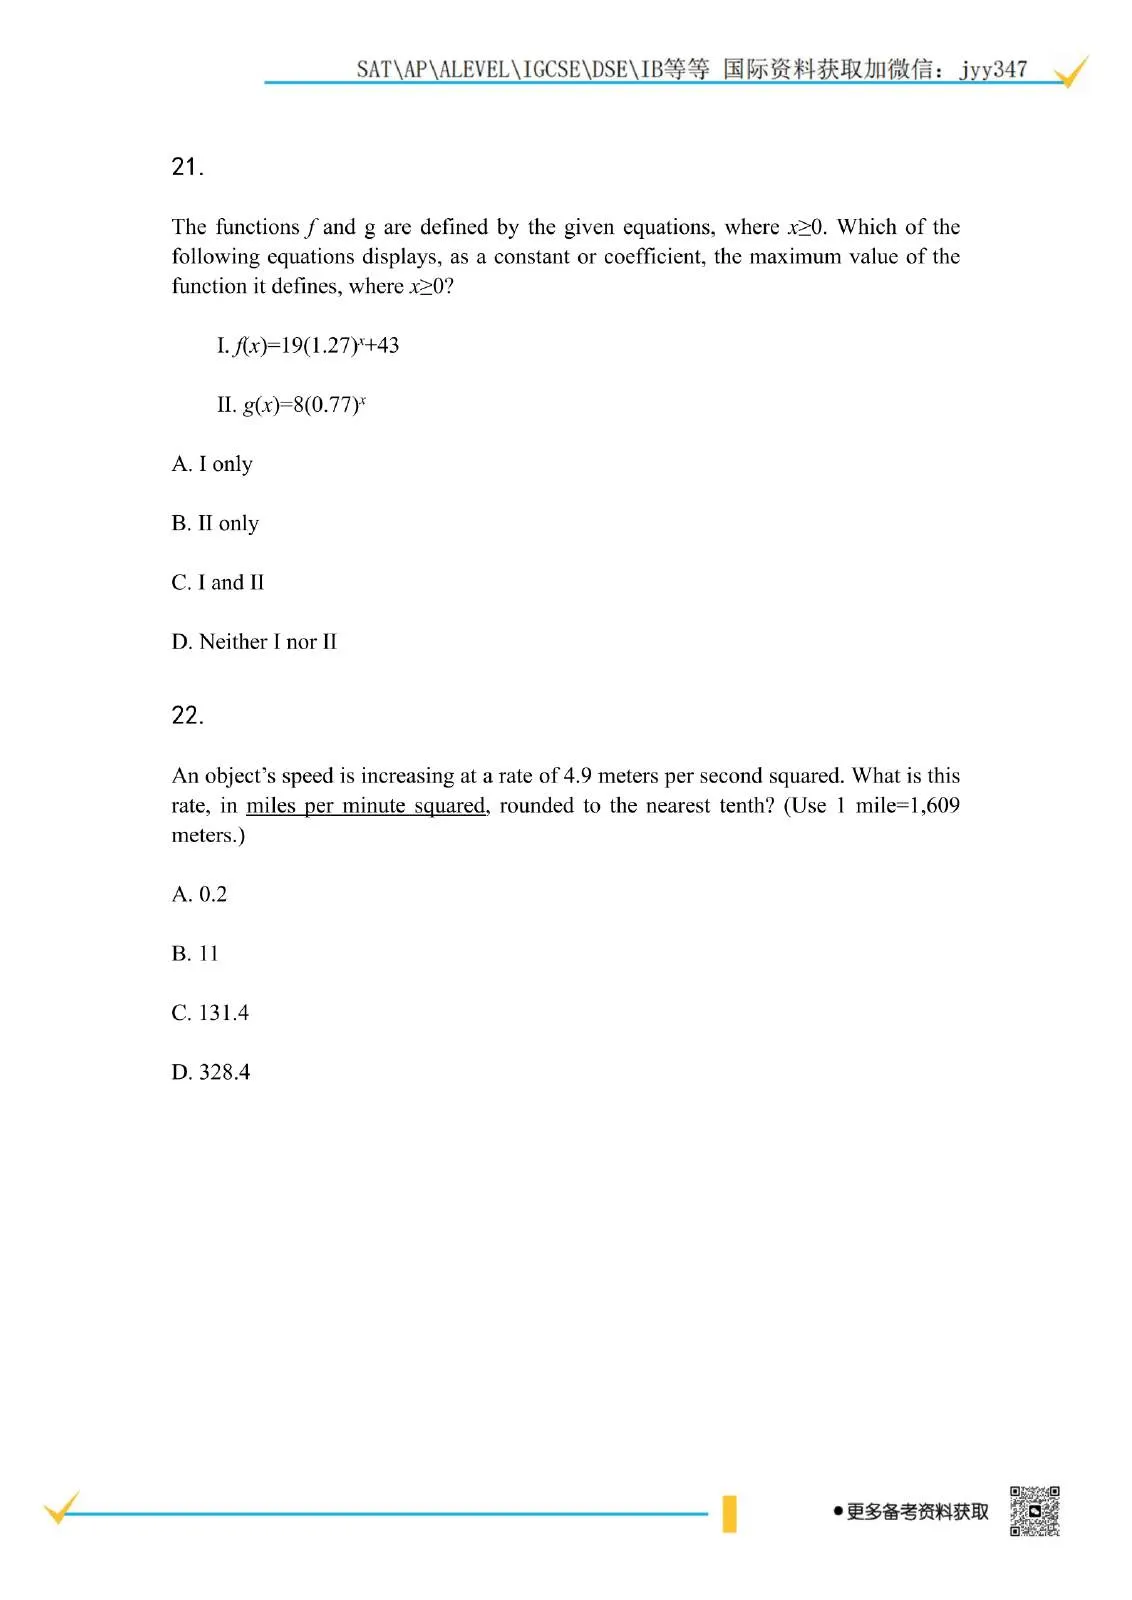 SAT\AP\ALEVEL\IGCSE\DSE\IB等等 国际资料获取加微信：jyy347
21.
The functions f and g are defined by the given equations, where x≥0. Which of the
following equations displays, as a constant or coefficient, the maximum value of the
function it defines, where x≥0?
I. f(x)=19(1.27)ˣ+43
II. g(x)=8(0.77)ˣ
A. I only
B. II only
C. I and II
D. Neither I nor II
22.
An object’s speed is increasing at a rate of 4.9 meters per second squared. What is this
rate, in miles per minute squared, rounded to the nearest tenth? (Use 1 mile=1,609
meters.)
A. 0.2
B. 11
C. 131.4
D. 328.4
●更多备考资料获取